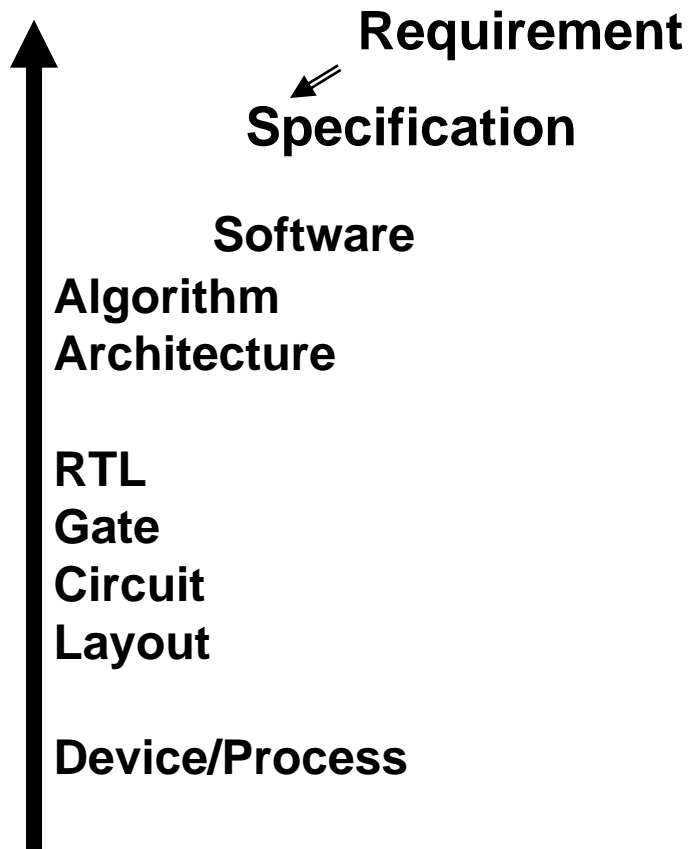 Requirement
Specification
Software
Algorithm
Architecture
RTL
Gate
Circuit
Layout
Device/Process